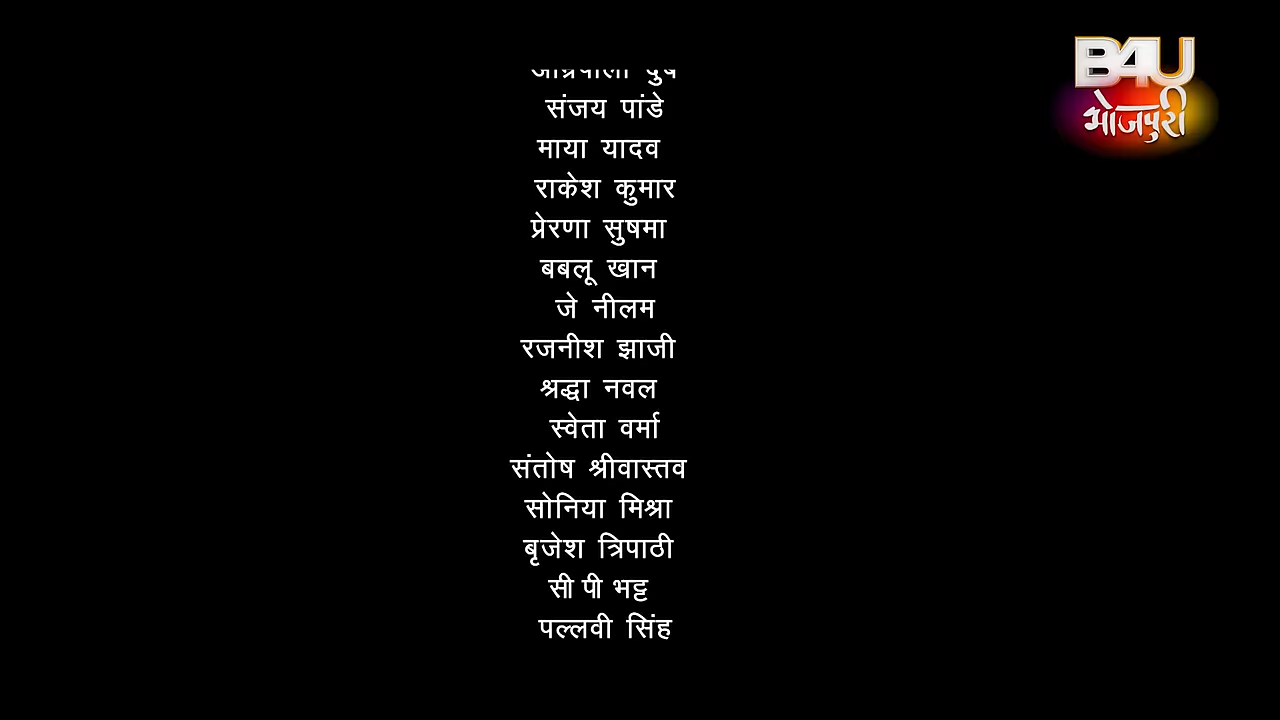 B4U
भोजपुरी
संजय पांडे
माया यादव
राकेश कुमार
प्रेरणा सुषमा
बबलू खान
जे नीलम
रजनीश झाजी
श्रद्धा नवल
स्वेता वर्मा
संतोष श्रीवास्तव
सोनिया मिश्रा
बृजेश त्रिपाठी
सी पी भट्ट
पल्लवी सिंह